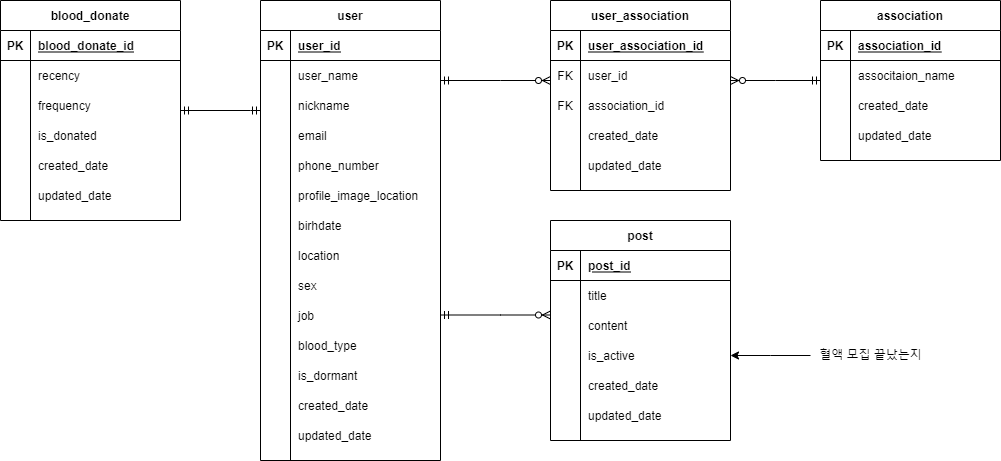 blood_donate
PK blood_donate_id
recency
frequency
is_donated
created_date
updated_date
user
PK user_id
user_name
nickname
email
phone_number
profile_image_location
birhdate
location
sex
job
blood_type
is_dormant
created_date
updated_date
user_association
PK user_association_id
FK user_id
FK association_id
created_date
updated_date
association
PK association_id
associtaion_name
created_date
updated_date
post
PK post_id
title
content
is_active
created_date
updated_date
혈액 모집 끝났는지